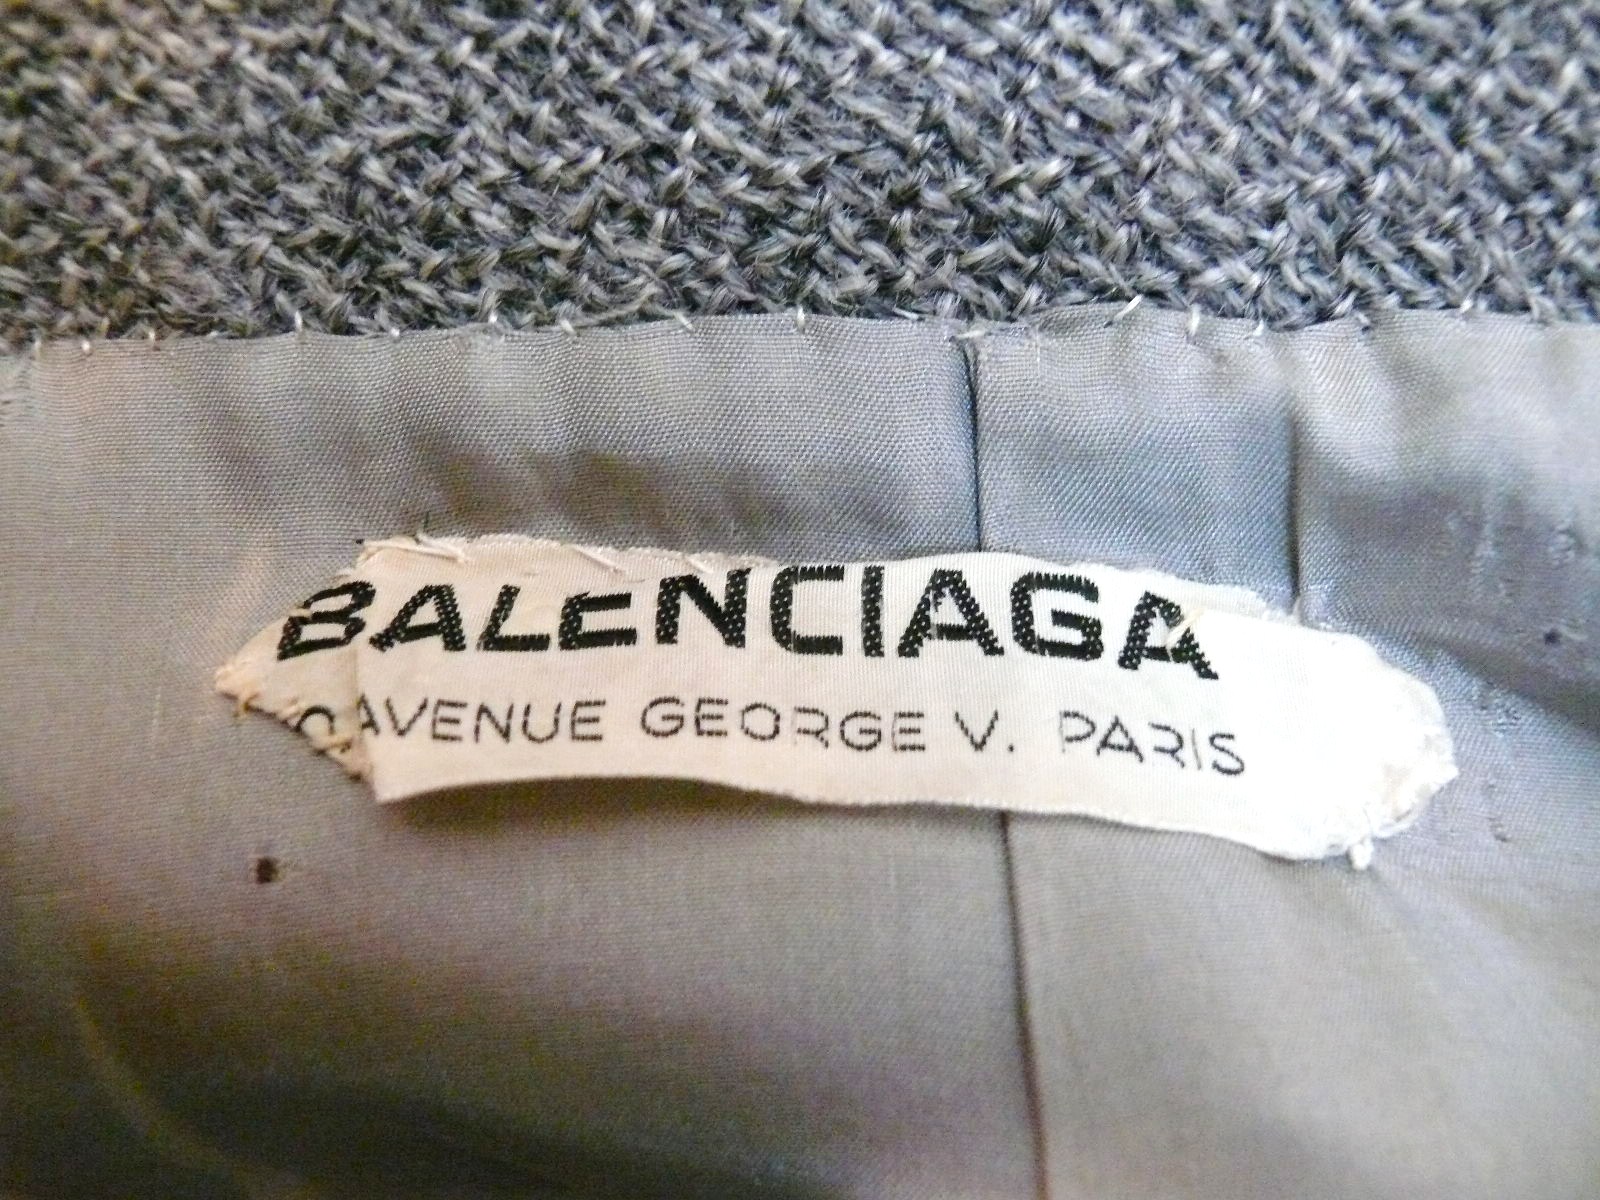 BALENCIAGA
AVENUE GEORGE V. PARIS